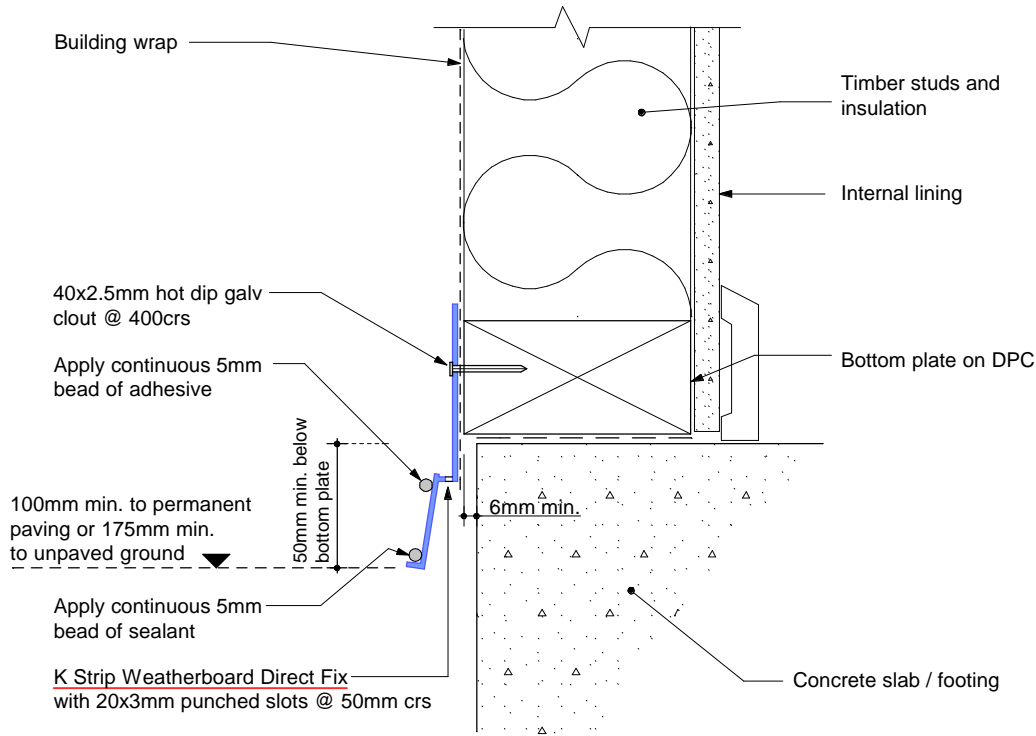 Building wrap
Timber studs and
insulation
Internal lining
40x2.5mm hot dip galv
clout @ 400crs
Apply continuous 5mm
bead of adhesive
Bottom plate on DPC
50mm min. below
bottom plate
100mm min. to permanent
paving or 175mm min.
to unpaved ground
6mm min.
Apply continuous 5mm
bead of sealant
K Strip Weatherboard Direct Fix
with 20x3mm punched slots @ 50mm crs
Concrete slab / footing